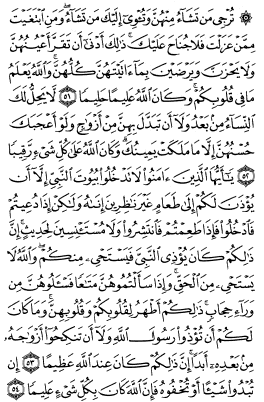 ۞ تُرْجِي مَن تَشَآءُ مِنْهُنَّ وَتُـْٔوِيٓ إِلَيْكَ مَن تَشَآءُۖ وَمَنِ ٱبْتَغَيْتَ
مِمَّنْ عَزَلْتَ فَلَا جُنَاحَ عَلَيْكَۚ ذَٰلِكَ أَدْنَىٰٓ أَن تَقَرَّ أَعْيُنُهُنَّ
وَلَا يَحْزَنَّ وَيَرْضَيْنَ بِمَآ ءَاتَيْتَهُنَّ كُلُّهُنَّۚ وَٱللَّهُ يَعْلَمُ
مَا فِي قُلُوبِكُمْۚ وَكَانَ ٱللَّهُ عَلِيمًا حَلِيمًا ٥١ لَّا يَحِلُّ لَكَ
ٱلنِّسَآءُ مِنۢ بَعْدُ وَلَآ أَن تَبَدَّلَ بِهِنَّ مِنْ أَزْوَٰجٍ وَلَوْ أَعْجَبَكَ
حُسْنُهُنَّ إِلَّا مَا مَلَكَتْ يَمِينُكَۗ وَكَانَ ٱللَّهُ عَلَىٰ كُلِّ شَيْءٍ رَّقِيبًا
٥٢ يَٰٓأَيُّهَا ٱلَّذِينَ ءَامَنُوا۟ لَا تَدْخُلُوا۟ بُيُوتَ ٱلنَّبِيِّ إِلَّآ أَن
يُؤْذَنَ لَكُمْ إِلَىٰ طَعَامٍ غَيْرَ نَٰظِرِينَ إِنَىٰهُ وَلَٰكِنْ إِذَا دُعِيتُمْ
فَٱدْخُلُوا۟ فَإِذَا طَعِمْتُمْ فَٱنتَشِرُوا۟ وَلَا مُسْتَـْٔنِسِينَ لِحَدِيثٍۚ إِنَّ
ذَٰلِكُمْ كَانَ يُؤْذِي ٱلنَّبِيَّ فَيَسْتَحْيِۦ مِنكُمْۖ وَٱللَّهُ لَا
يَسْتَحْيِۦ مِنَ ٱلْحَقِّۚ وَإِذَا سَأَلْتُمُوهُنَّ مَتَٰعًا فَسْـَٔلُوهُنَّ مِن
وَرَآءِ حِجَابٍۚ ذَٰلِكُمْ أَطْهَرُ لِقُلُوبِكُمْ وَقُلُوبِهِنَّۚ وَمَا كَانَ
لَكُمْ أَن تُؤْذُوا۟ رَسُولَ ٱللَّهِ وَلَآ أَن تَنكِحُوٓا۟ أَزْوَٰجَهُۥ
مِنۢ بَعْدِهِۦٓ أَبَدًاۚ إِنَّ ذَٰلِكُمْ كَانَ عِندَ ٱللَّهِ عَظِيمًا ٥٣ إِن
تُبْدُوا۟ شَيْـًٔا أَوْ تُخْفُوهُ فَإِنَّ ٱللَّهَ كَانَ بِكُلِّ شَيْءٍ عَلِيمًا ٥٤